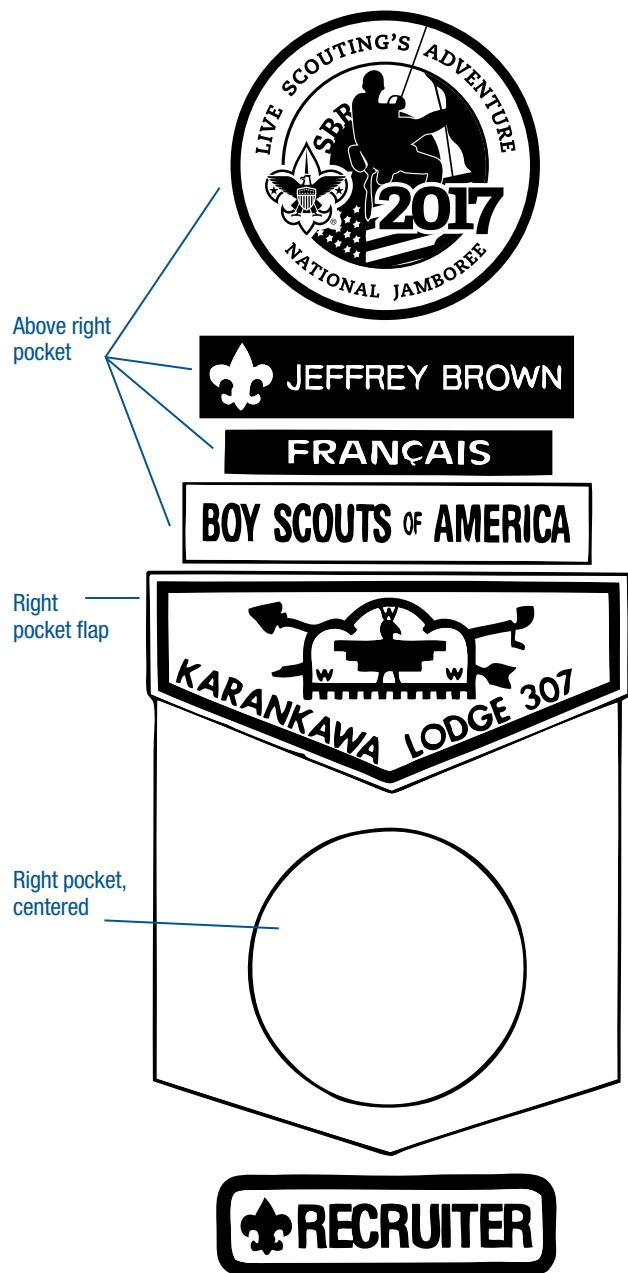 LIVE SCOUTING'S ADVENTURE
SBR
2017
®
NATIONAL JAMBOREE
Above right
pocket
JEFFREY BROWN
FRANÇAIS
BOY SCOUTS OF AMERICA
Right
pocket flap
W
W W
KARANKAWA LODGE 307
Right pocket,
centered
RECRUITER